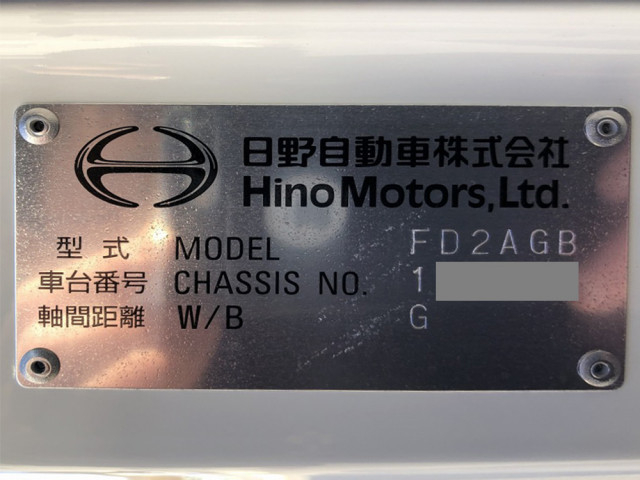 日野自動車株式会社
Hino Motors, Ltd.
型式 MODEL FD2AGB
車台番号 CHASSIS NO. 1
軸間距離 W/B G